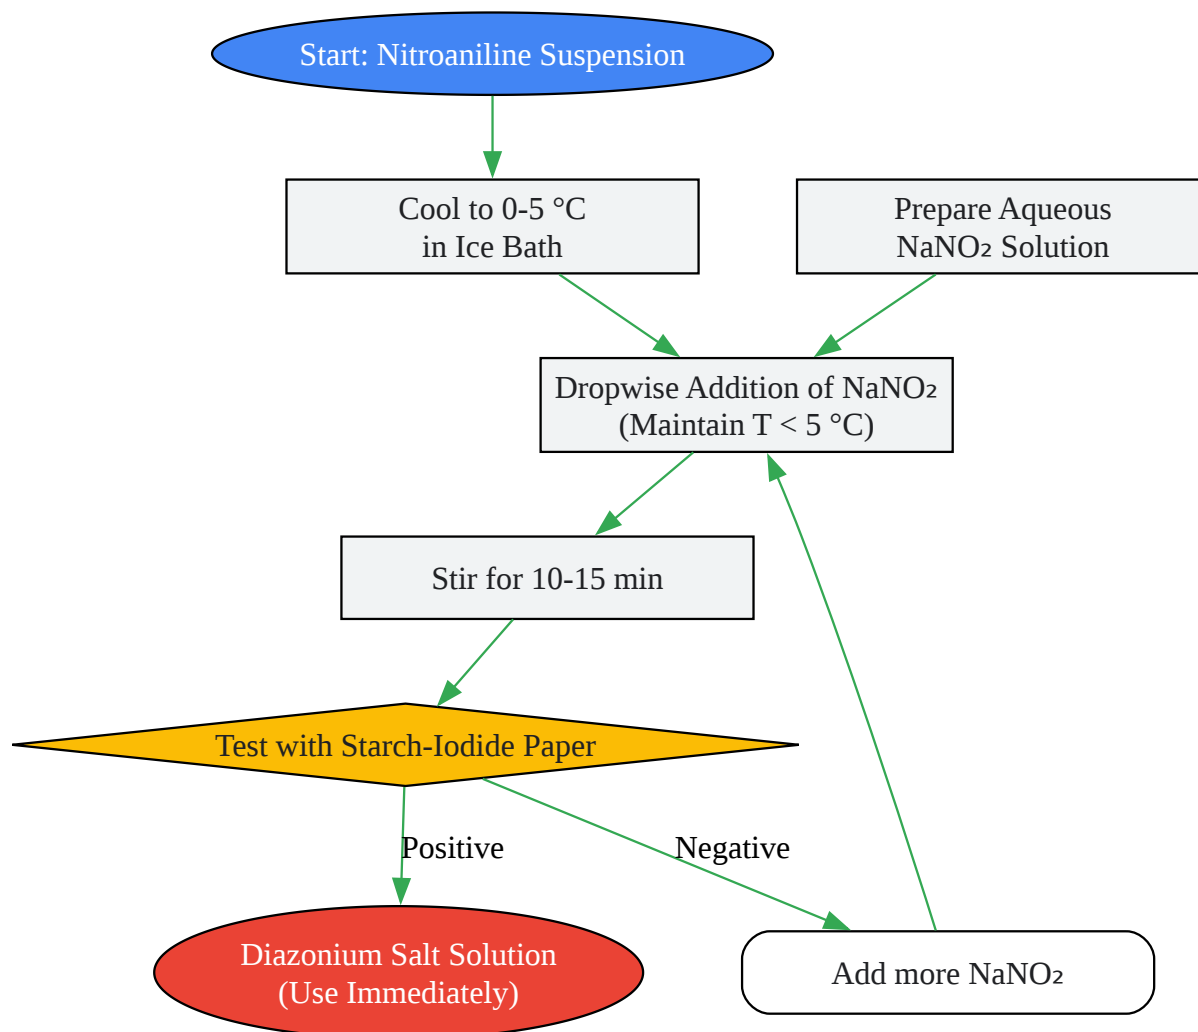 Start: Nitroaniline Suspension
Cool to 0-5 °C
in Ice Bath
Prepare Aqueous
NaNO₂ Solution
Dropwise Addition of NaNO₂
(Maintain T < 5 °C)
Stir for 10-15 min
Test with Starch-Iodide Paper
Positive
Negative
Diazonium Salt Solution
(Use Immediately)
Add more NaNO₂